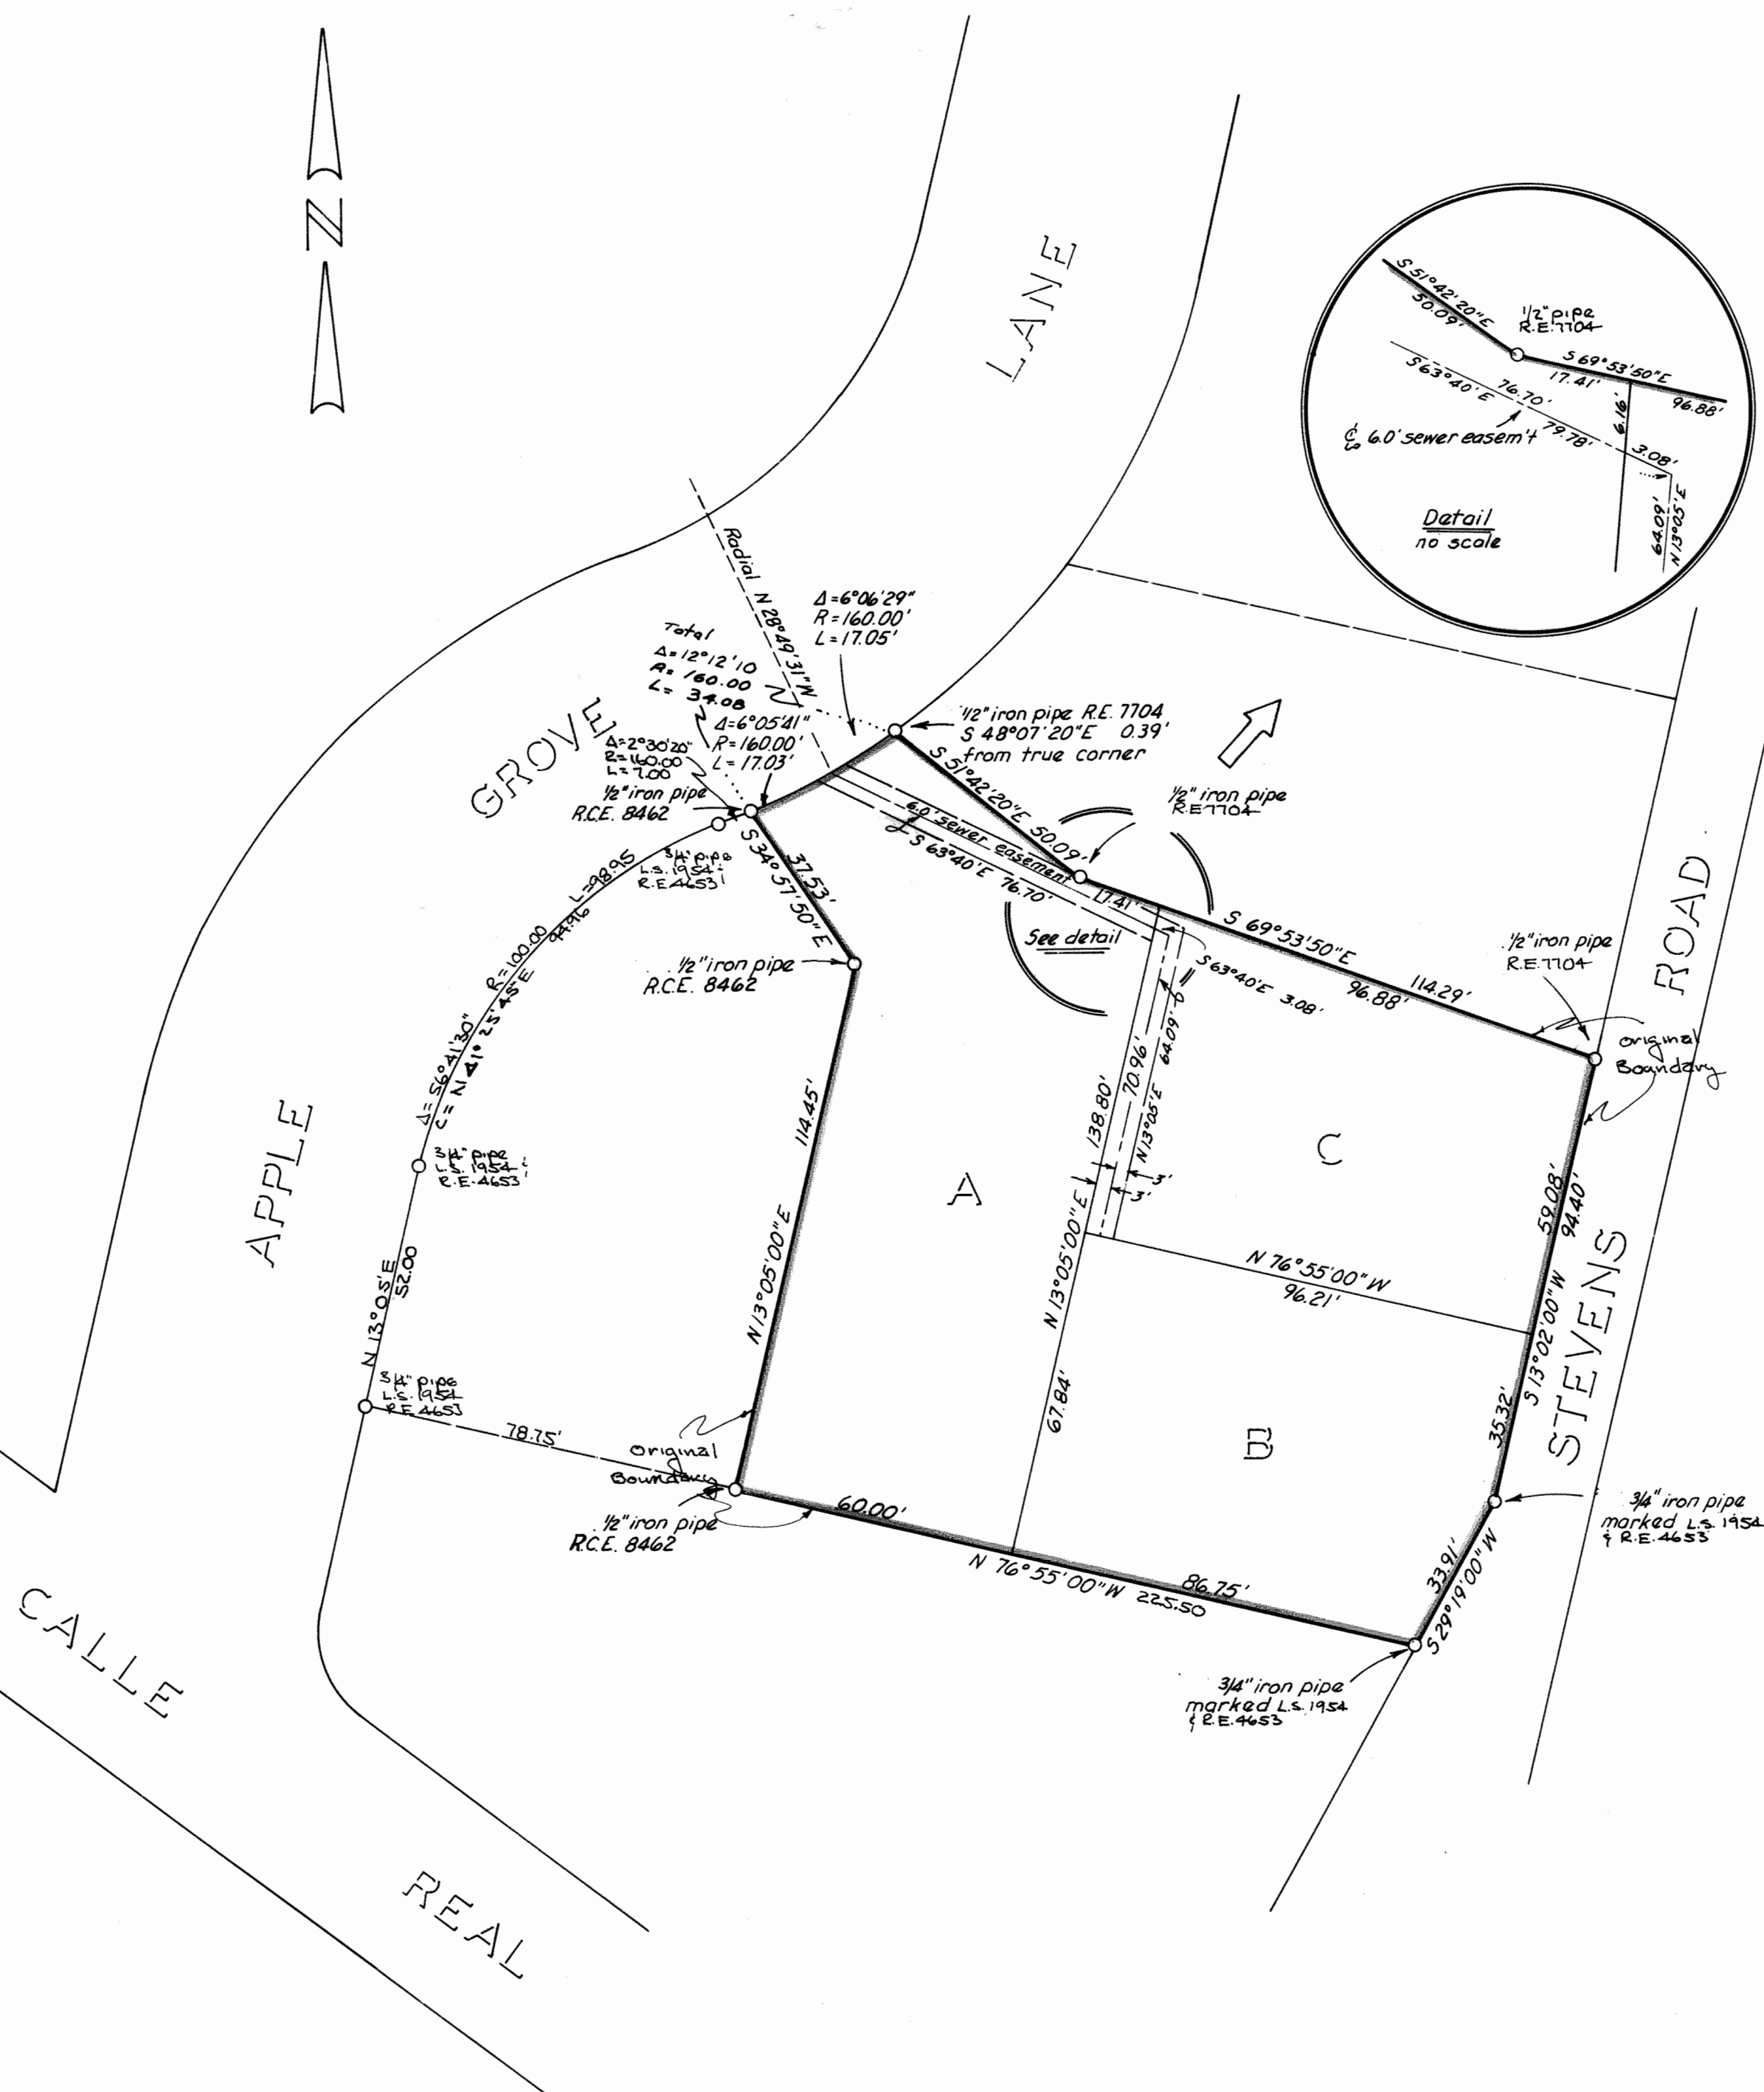 N
LANE
S 51°42'20"E
50.09'
1/2" pipe
R.E. 7704
S 69°53'50"E
17.41'
96.88'
S 63°40' E
76.70'
6.16'
℄ 6.0' sewer easem't
79.78'
3.08'
64.09'
N 13°05' E
Detail
no scale
Radial N 28°49'31"W
Δ=6°06'29"
R=160.00'
L=17.05'
Total
Δ=12°12'10
R= 160.00
L= 34.08
Δ=6°05'41"
R=160.00'
L=17.03'
GROVE
Δ=2°30'20"
R=160.00
L=7.00
1/2" iron pipe
R.C.E. 8462
1/2" iron pipe R.E. 7704
S 48°07'20"E 0.39'
from true corner
S 51°42'20"E 50.09'
1/2" iron pipe
R.E. 7704
6.0' sewer easement
S 63°40'E 76.70'
3/4" pipe
L.S. 1954 &
R.E. 4653
37.53'
S 34°57'50"E
17.41'
See detail
S 69°53'50"E
114.29'
96.88'
1/2" iron pipe
R.E. 7704
ROAD
S 63°40'E 3.08'
1/2" iron pipe
R.C.E. 8462
Original
Boundary
Δ= 56°41'30" R=100.00 L=98.95
C= N 41° 25' 45" E 94.96
114.45'
N 13°05'00"E
138.80'
70.96'
64.09'
N 13°05'E
3'
3'
N 13°05'00"E
67.84'
APPLE
3/4" pipe
L.S. 1954 &
R.E. 4653
A
C
59.08'
94.40'
N 76°55'00"W
96.21'
S 13°02'00"W
STEVENS
N 13°05'E
52.00
3/4" pipe
L.S. 1954
R.E. 4653
78.75'
Original
Boundary
1/2" iron pipe
R.C.E. 8462
60.00'
B
35.32'
3/4" iron pipe
marked L.S. 1954
& R.E. 4653
N 76°55'00"W 225.50
86.75'
33.91'
S 29°19'00"W
3/4" iron pipe
marked L.S. 1954
& R.E. 4653
CALLE
REAL